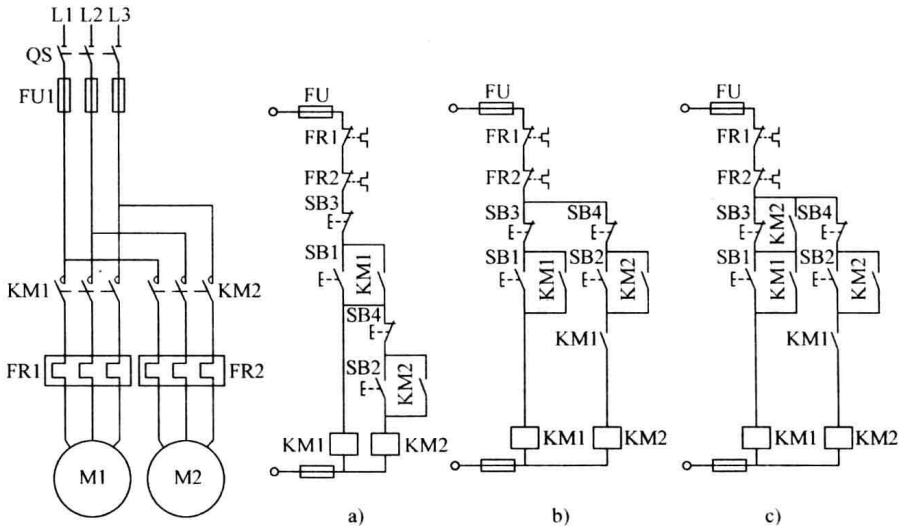 L1 L2 L3
QS
FU1
KM1
KM2
FR1
FR2
M1
M2
FU
FR1
FR2
SB3
SB1
KM1
SB4
SB2
KM2
KM1
KM2
a)
FU
FR1
FR2
SB3
SB4
SB1
KM1
SB2
KM2
KM1
KM1
KM2
b)
FU
FR1
FR2
SB3
KM2
SB4
SB1
KM1
SB2
KM2
KM1
KM1
KM2
c)